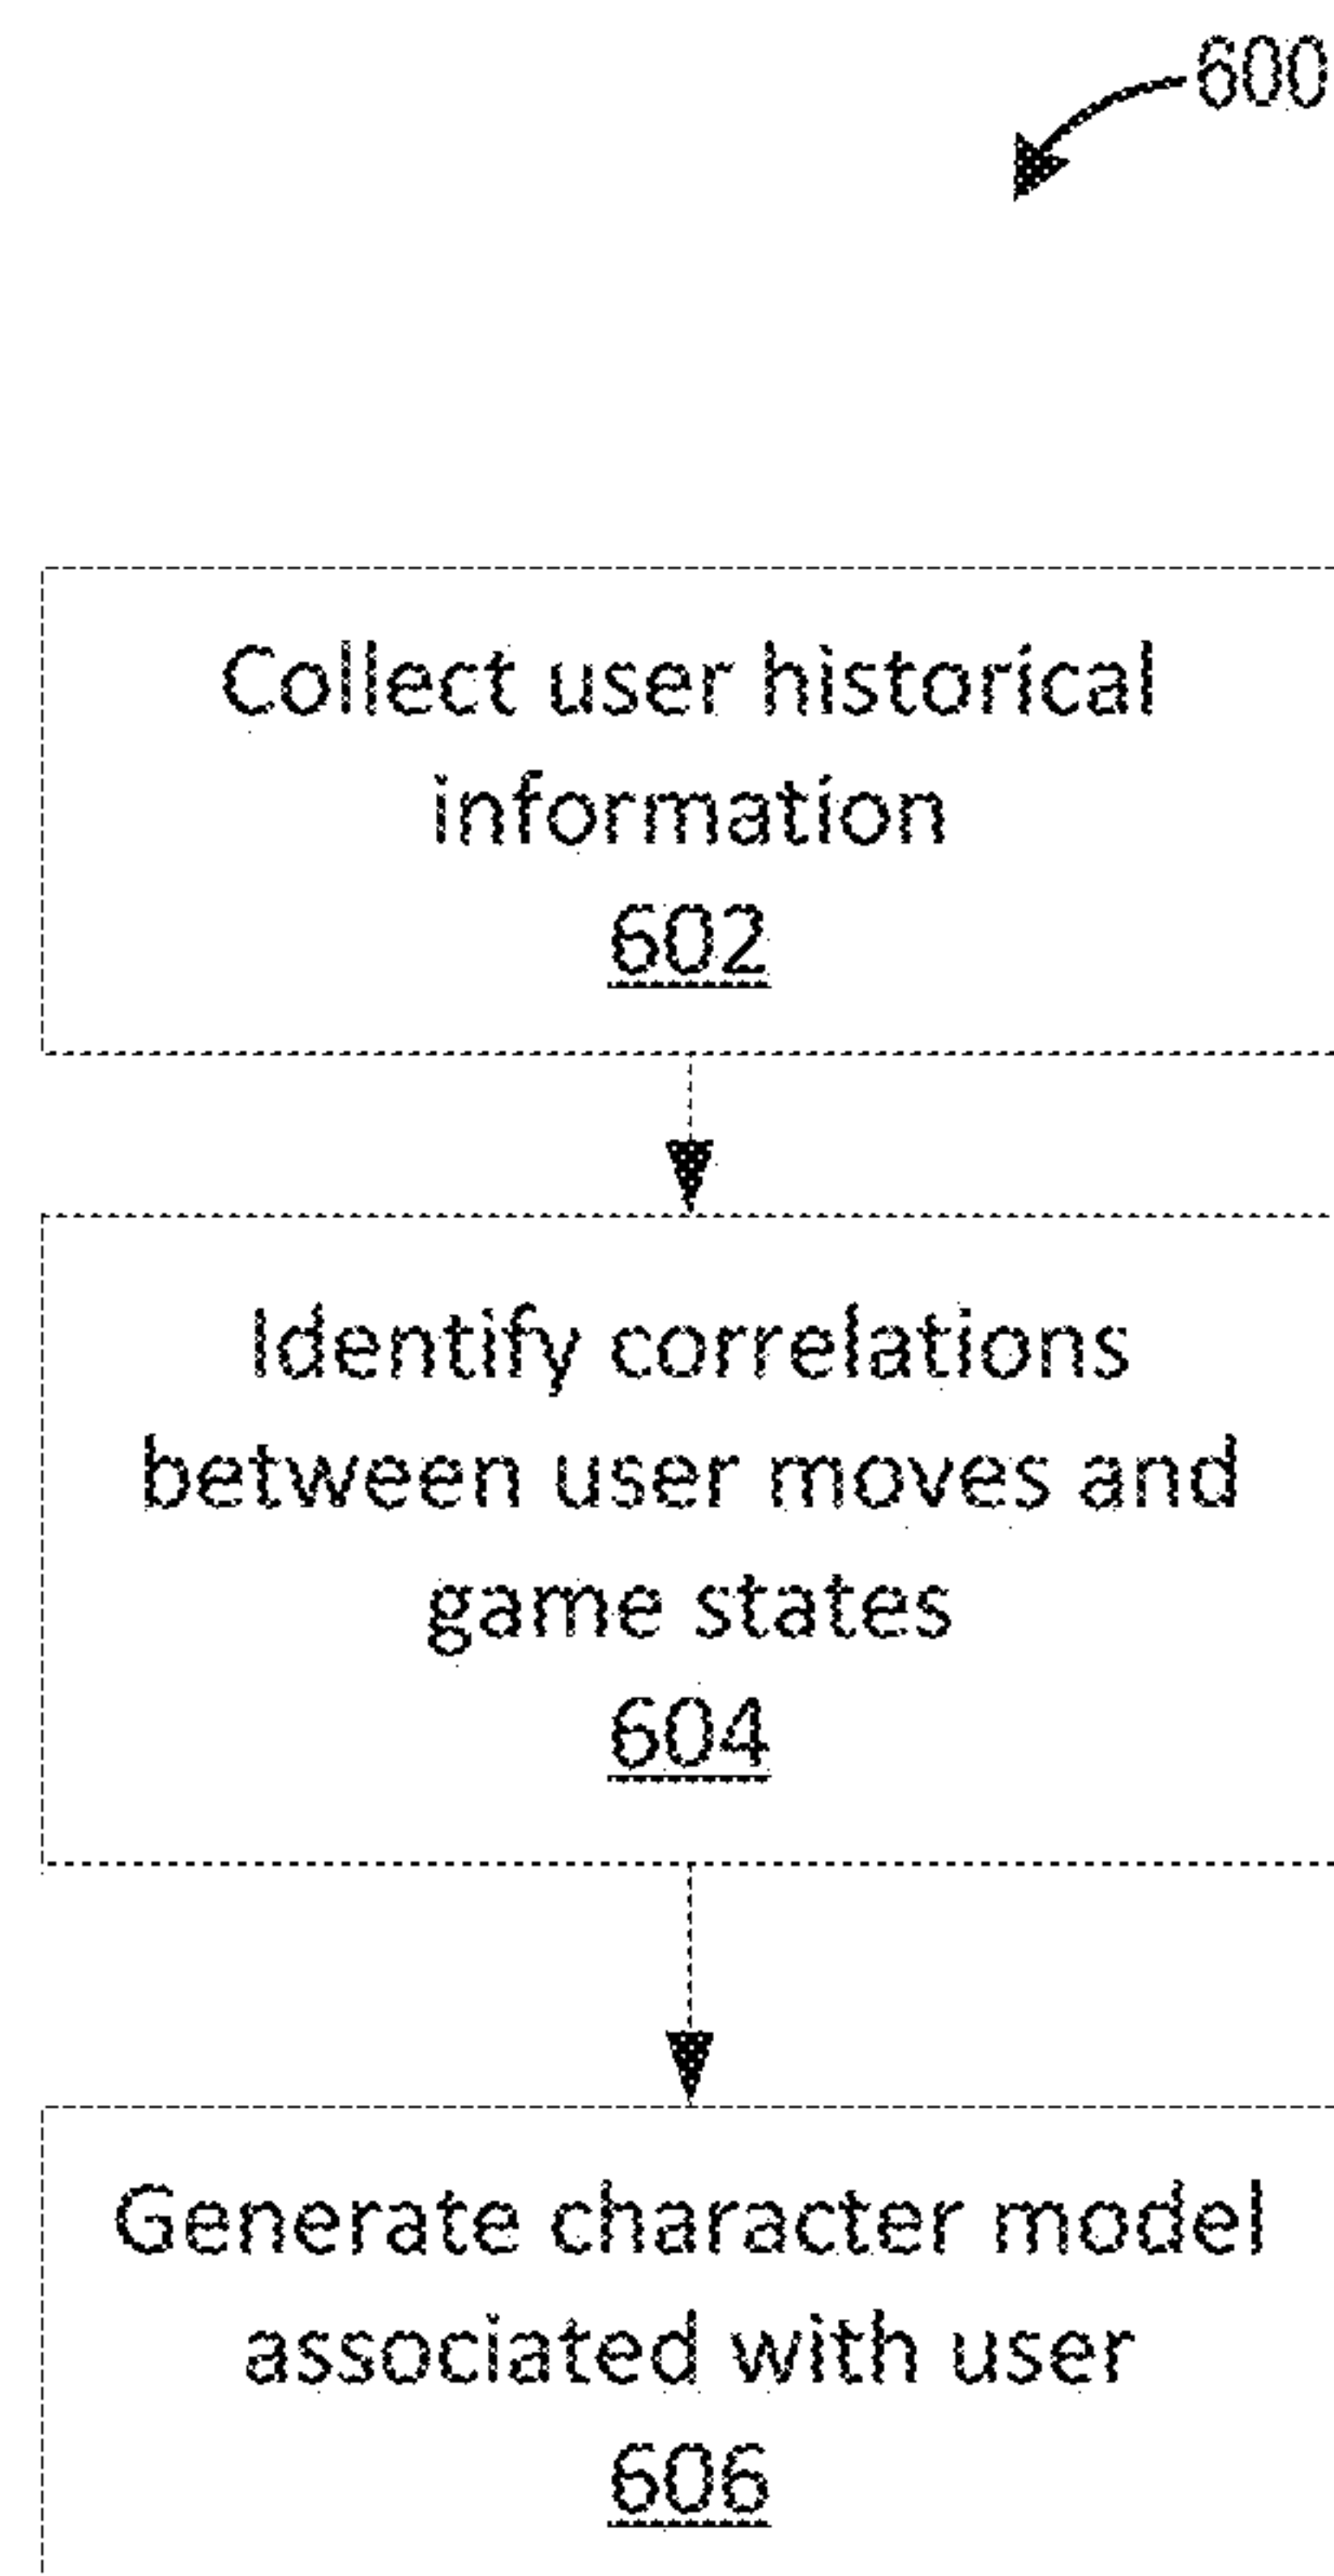 600
Collect user historical
information
602
Identify correlations
between user moves and
game states
604
Generate character model
associated with user
606